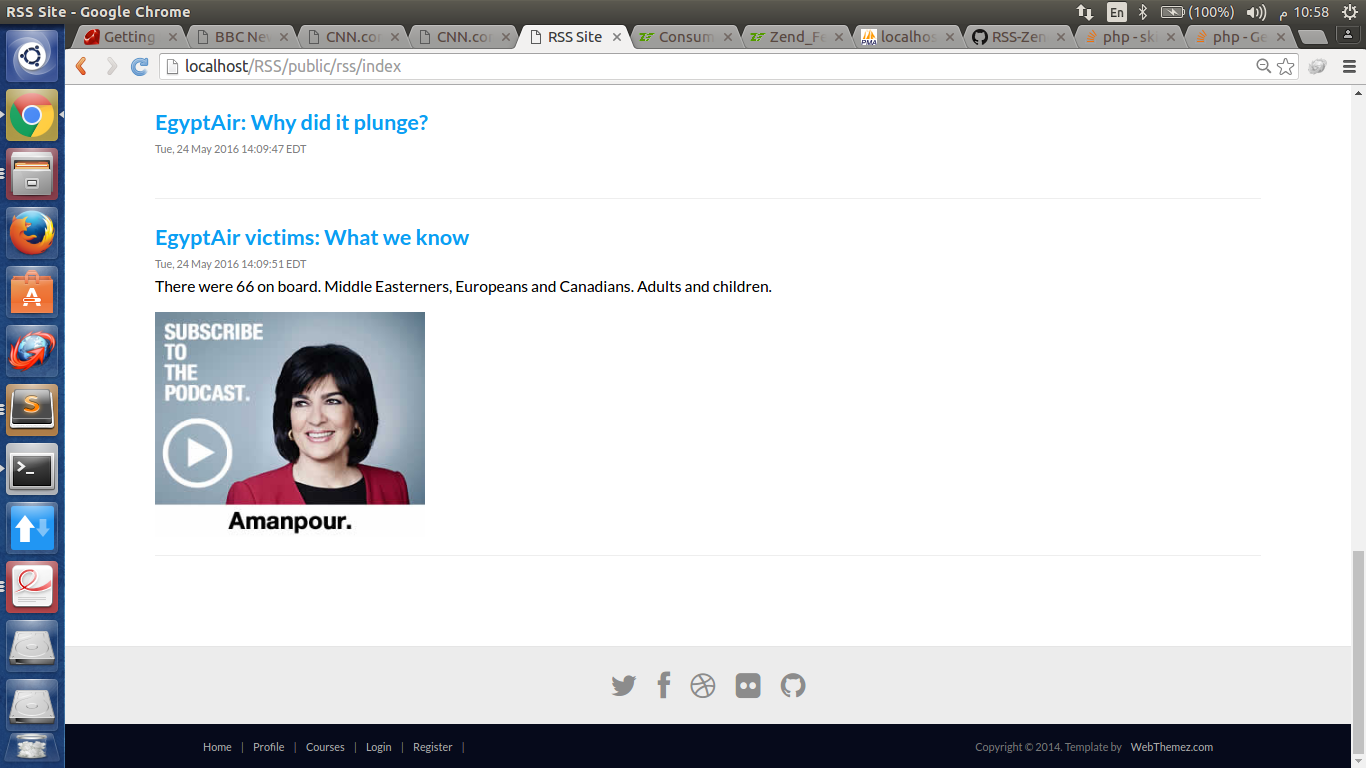 RSS Site - Google Chrome
En (100%) م 10:58
Getting
BBC Nev
CNN.co
CNN.co
RSS Site
Consum
Zend_Fe
localhos
RSS-Zen
php - sk
php - Ge
localhost/RSS/public/rss/index
EgyptAir: Why did it plunge?
Tue, 24 May 2016 14:09:47 EDT
EgyptAir victims: What we know
Tue, 24 May 2016 14:09:51 EDT
There were 66 on board. Middle Easterners, Europeans and Canadians. Adults and children.
SUBSCRIBE
TO
THE
PODCAST.
Amanpour.
Home | Profile | Courses | Login | Register |
Copyright © 2014. Template by WebThemez.com